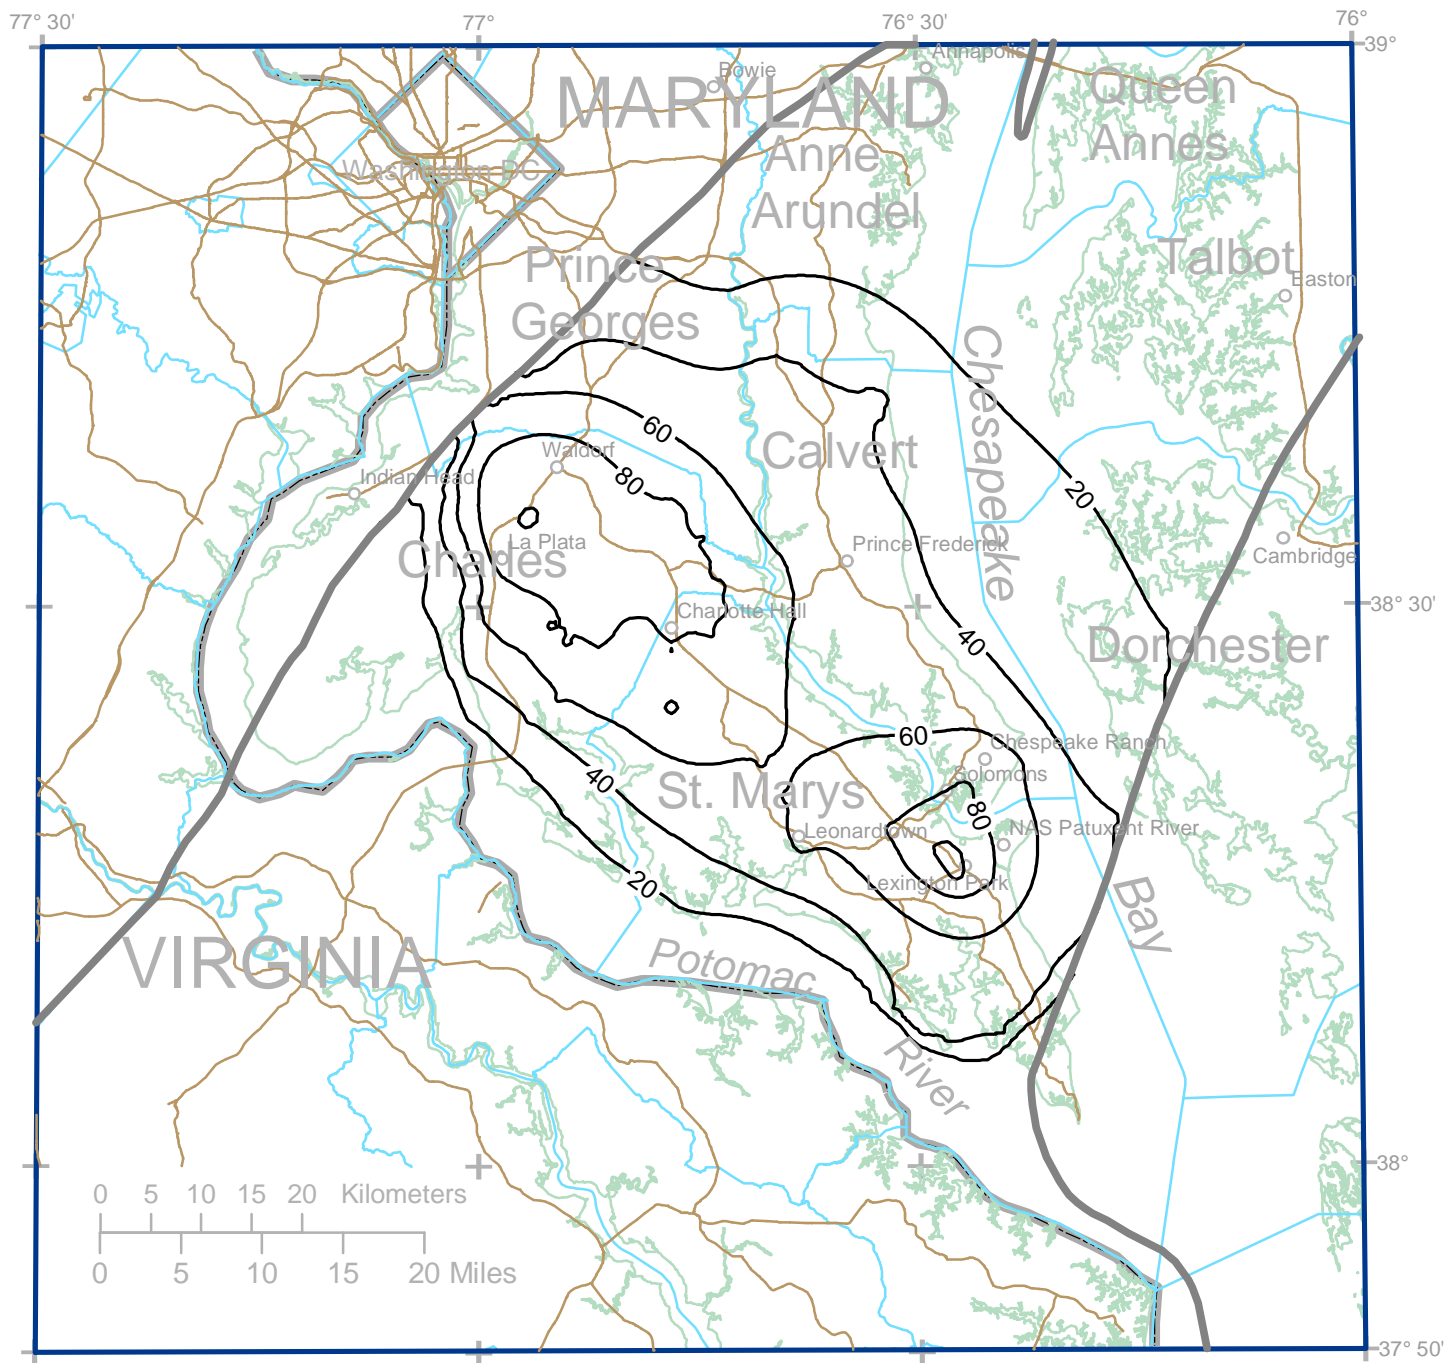 77° 30'
77°
76° 30'
76°
39°
Annapolis
Bowie
MARYLAND
Queen
Annes
Anne
Arundel
Washington DC
Talbot
Easton
Prince
Georges
Chesapeake
60
Calvert
Waldorf
80
Indian Head
20
La Plata
Charles
Prince Frederick
Cambridge
Charlotte Hall
38° 30'
40
Dorchester
60
Chespeake Ranch
Solomons
40
St. Marys
80
Leonardtown
NAS Patuxent River
20
Lexington Park
Bay
VIRGINIA
Potomac
River
38°
0 5 10 15 20 Kilometers
0 5 10 15 20 Miles
37° 50'